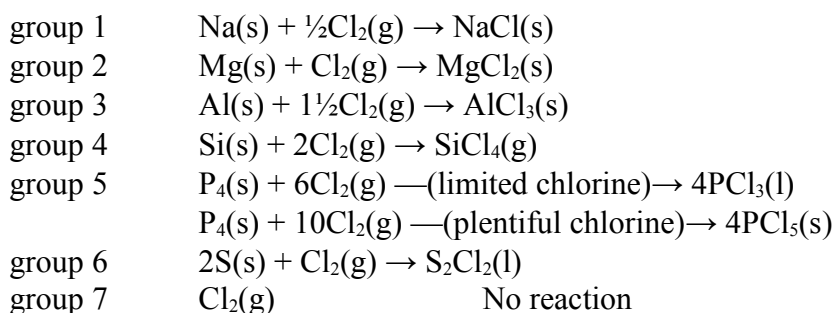 group 1 Na(s) + ½Cl₂(g) → NaCl(s)
group 2 Mg(s) + Cl₂(g) → MgCl₂(s)
group 3 Al(s) + 1½Cl₂(g) → AlCl₃(s)
group 4 Si(s) + 2Cl₂(g) → SiCl₄(g)
group 5 P₄(s) + 6Cl₂(g) —(limited chlorine)→ 4PCl₃(l)
P₄(s) + 10Cl₂(g) —(plentiful chlorine)→ 4PCl₅(s)
group 6 2S(s) + Cl₂(g) → S₂Cl₂(l)
group 7 Cl₂(g) No reaction